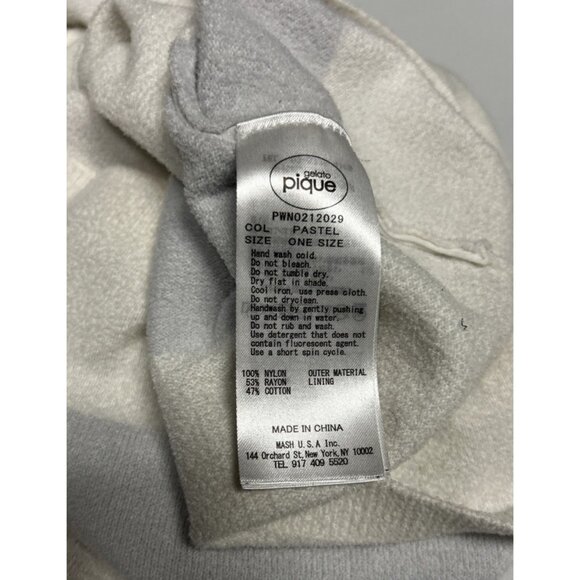 gelato
pique
PWNO212029
COL PASTEL
SIZE ONE SIZE
Hand wash cold.
Do not bleach.
Do not tumble dry.
Dry flat in shade.
Cool iron, use press cloth.
Do not dryclean.
Handwash by gently pushing
up and down in water.
Do not rub and wash.
Use detergent that does not
contain fluorescent agent.
Use a short spin cycle.
100% NYLON OUTER MATERIAL
53% RAYON LINING
47% COTTON
MADE IN CHINA
MASH U.S.A Inc.
144 Orchard St, New York, NY 10002
TEL 917 409 5520